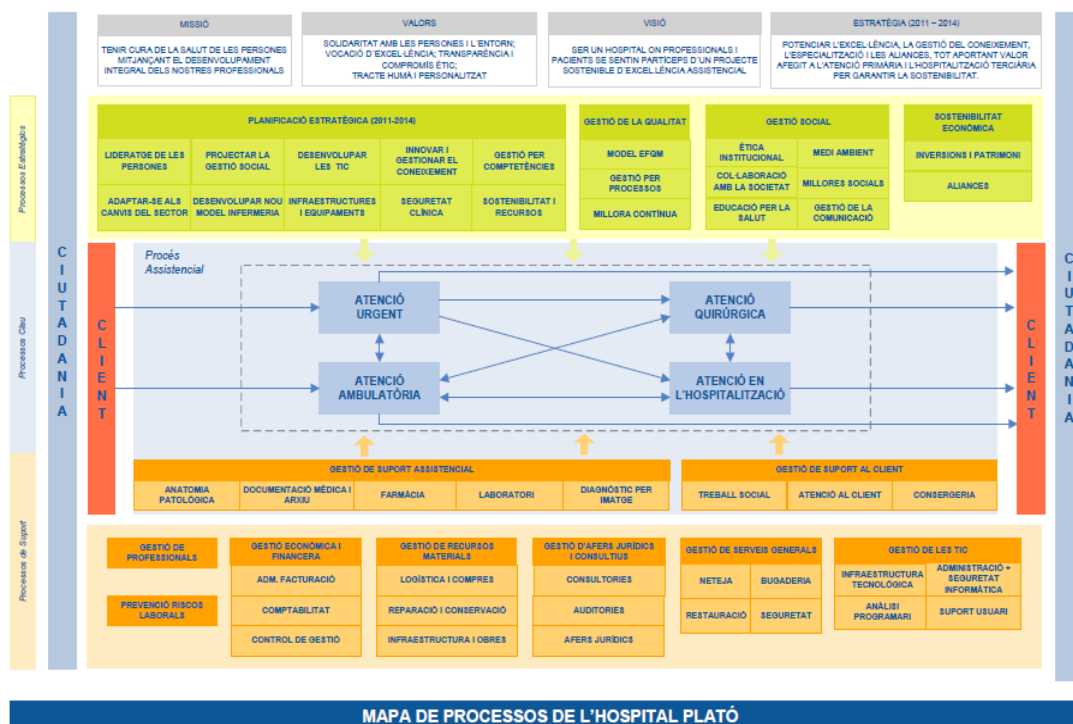 MISSIÓ
TENIR CURA DE LA SALUT DE LES PERSONES
MITJANÇANT EL DESENVOLUPAMENT
INTEGRAL DELS NOSTRES PROFESSIONALS
VALORS
SOLIDARITAT AMB LES PERSONES I L'ENTORN;
VOCACIÓ D'EXCEL·LÈNCIA; TRANSPARÈNCIA I
COMPROMÍS ÈTIC;
TRACTE HUMÀ I PERSONALITZAT
VISIÓ
SER UN HOSPITAL ON PROFESSIONALS I
PACIENTS SE SENTIN PARTÍCEPS D'UN PROJECTE
SOSTENIBLE D'EXCEL.LÈNCIA ASSISTENCIAL
ESTRATÈGIA (2011 – 2014)
POTENCIAR L'EXCEL·LÈNCIA, LA GESTIÓ DEL CONEIXEMENT,
L'ESPECIALITZACIÓ I LES ALIANCES, TOT APORTANT VALOR
AFEGIT A L'ATENCIÓ PRIMÀRIA I L'HOSPITALITZACIÓ TERCIÀRIA
PER GARANTIR LA SOSTENIBILITAT.
Processos Estratègics
PLANIFICACIÓ ESTRATÈGICA (2011-2014)
LIDERATGE DE LES
PERSONES
PROJECTAR LA
GESTIÓ SOCIAL
DESENVOLUPAR
LES TIC
INNOVAR I
GESTIONAR EL
CONEIXEMENT
GESTIÓ PER
COMPTETÈNCIES
ADAPTAR-SE ALS
CANVIS DEL SECTOR
DESENVOLUPAR NOU
MODEL INFERMERIA
INFRAESTRUCTURES
I EQUIPAMENTS
SEGURETAT
CLÍNICA
SOSTENIBILITAT I
RECURSOS
GESTIÓ DE LA QUALITAT
MODEL EFQM
GESTIÓ PER
PROCESSOS
MILLORA CONTÍNUA
GESTIÓ SOCIAL
ÈTICA
INSTITUCIONAL
MEDI AMBIENT
COL·LABORACIÓ
AMB LA SOCIETAT
MILLORES SOCIALS
EDUCACIÓ PER LA
SALUT
GESTIÓ DE LA
COMUNICACIÓ
SOSTENIBILITAT
ECONÒMICA
INVERSIONS I PATRIMONI
ALIANCES
Processos Clau
CIUTADANIA
CLIENT
Procés
Assistencial
ATENCIÓ
URGENT
ATENCIÓ
QUIRÚRGICA
ATENCIÓ
AMBULATÒRIA
ATENCIÓ EN
L'HOSPITALITZACIÓ
CLIENT
CIUTADANIA
Processos de Suport
GESTIÓ DE SUPORT ASSISTENCIAL
ANATOMIA
PATOLÓGICA
DOCUMENTACIÓ MÈDICA I
ARXIU
FARMÀCIA
LABORATORI
DIAGNÒSTIC PER
IMATGE
GESTIÓ DE SUPORT AL CLIENT
TREBALL SOCIAL
ATENCIÓ AL CLIENT
CONSERGERIA
GESTIÓ DE
PROFESSIONALS
PREVENCIÓ RISCOS
LABORALS
GESTIÓ ECONÒMICA I
FINANCERA
ADM. FACTURACIÓ
COMPTABILITAT
CONTROL DE GESTIÓ
GESTIÓ DE RECURSOS
MATERIALS
LOGÍSTICA I COMPRES
REPARACIÓ I CONSERVACIÓ
INFRAESTRUCTURA I OBRES
GESTIÓ D'AFERS JURÍDICS
I CONSULTIUS
CONSULTORIES
AUDITORIES
AFERS JURÍDICS
GESTIÓ DE SERVEIS GENERALS
NETEJA
BUGADERIA
RESTAURACIÓ
SEGURETAT
GESTIÓ DE LES TIC
INFRAESTRUCTURA
TECNOLÓGICA
ADMINISTRACIÓ +
SEGURETAT
INFORMÀTICA
ANÀLISI
PROGRAMARI
SUPORT USUARI
MAPA DE PROCESSOS DE L'HOSPITAL PLATÓ